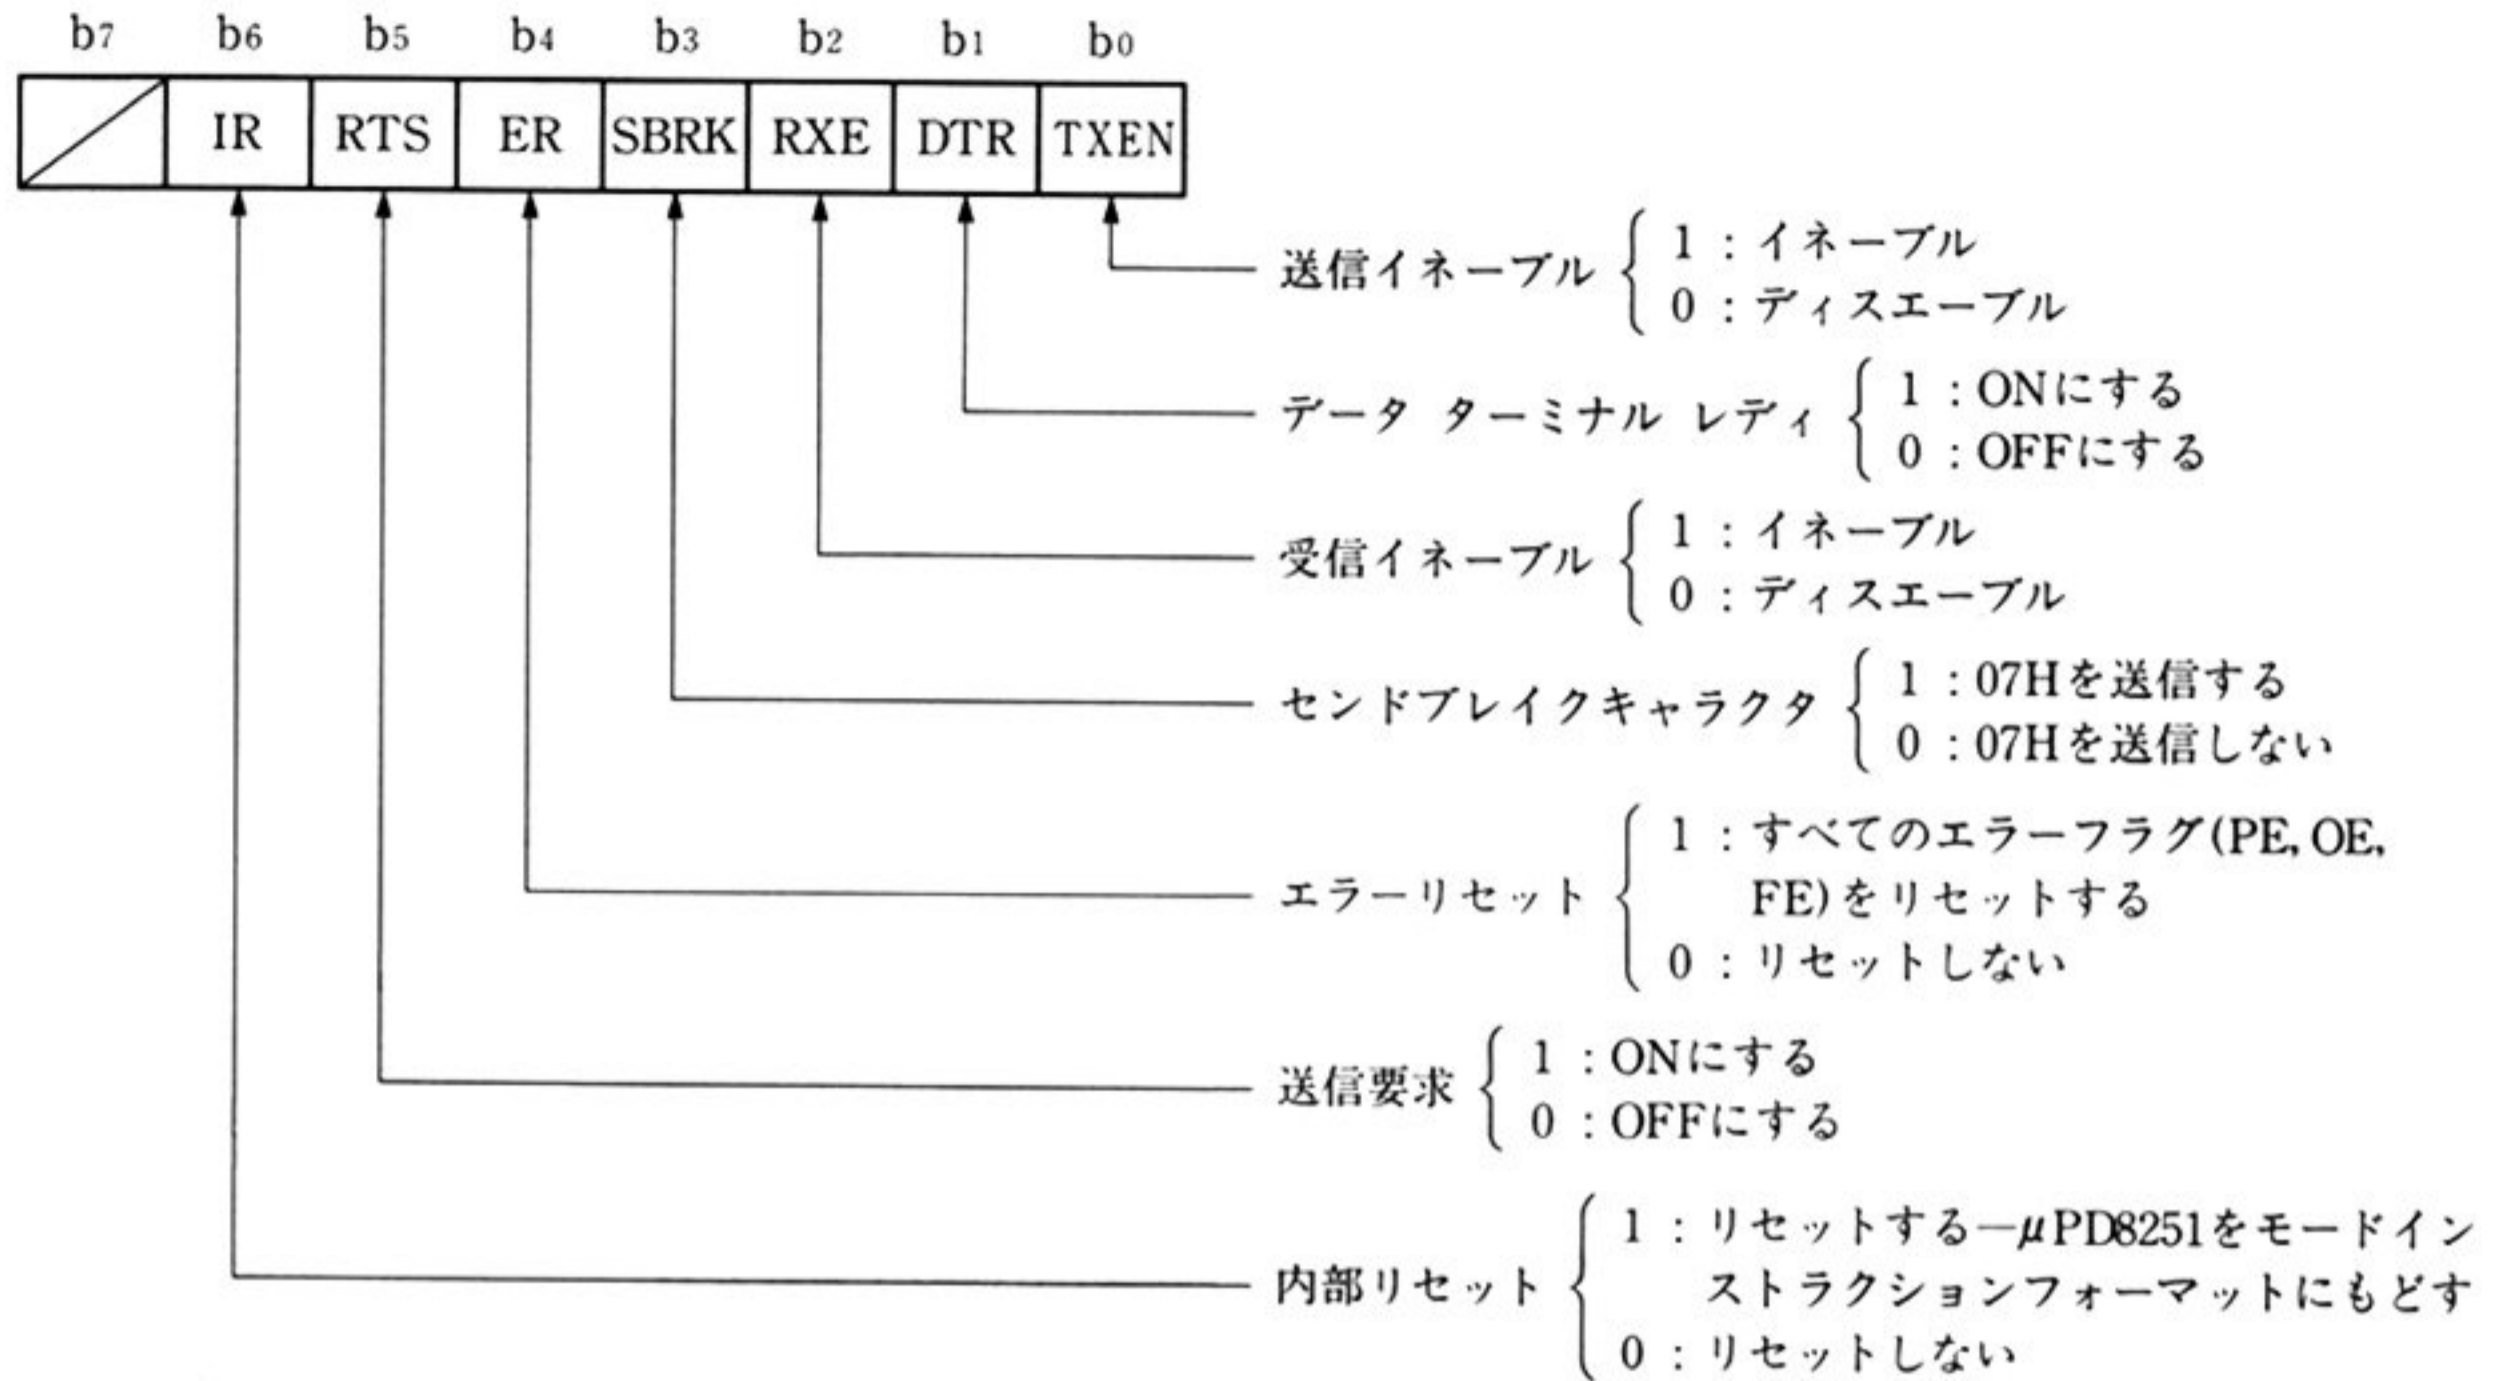 b7 b6 b5 b4 b3 b2 b1 b0
IR RTS ER SBRK RXE DTR TXEN
送信イネーブル 1 : イネーブル
0 : ディスエーブル
データ ターミナル レディ 1 : ONにする
0 : OFFにする
受信イネーブル 1 : イネーブル
0 : ディスエーブル
センドブレイクキャラクタ 1 : 07Hを送信する
0 : 07Hを送信しない
エラーリセット 1 : すべてのエラーフラグ(PE, OE,
FE)をリセットする
0 : リセットしない
送信要求 1 : ONにする
0 : OFFにする
内部リセット 1 : リセットする—μPD8251をモードイン
ストラクションフォーマットにもどす
0 : リセットしない